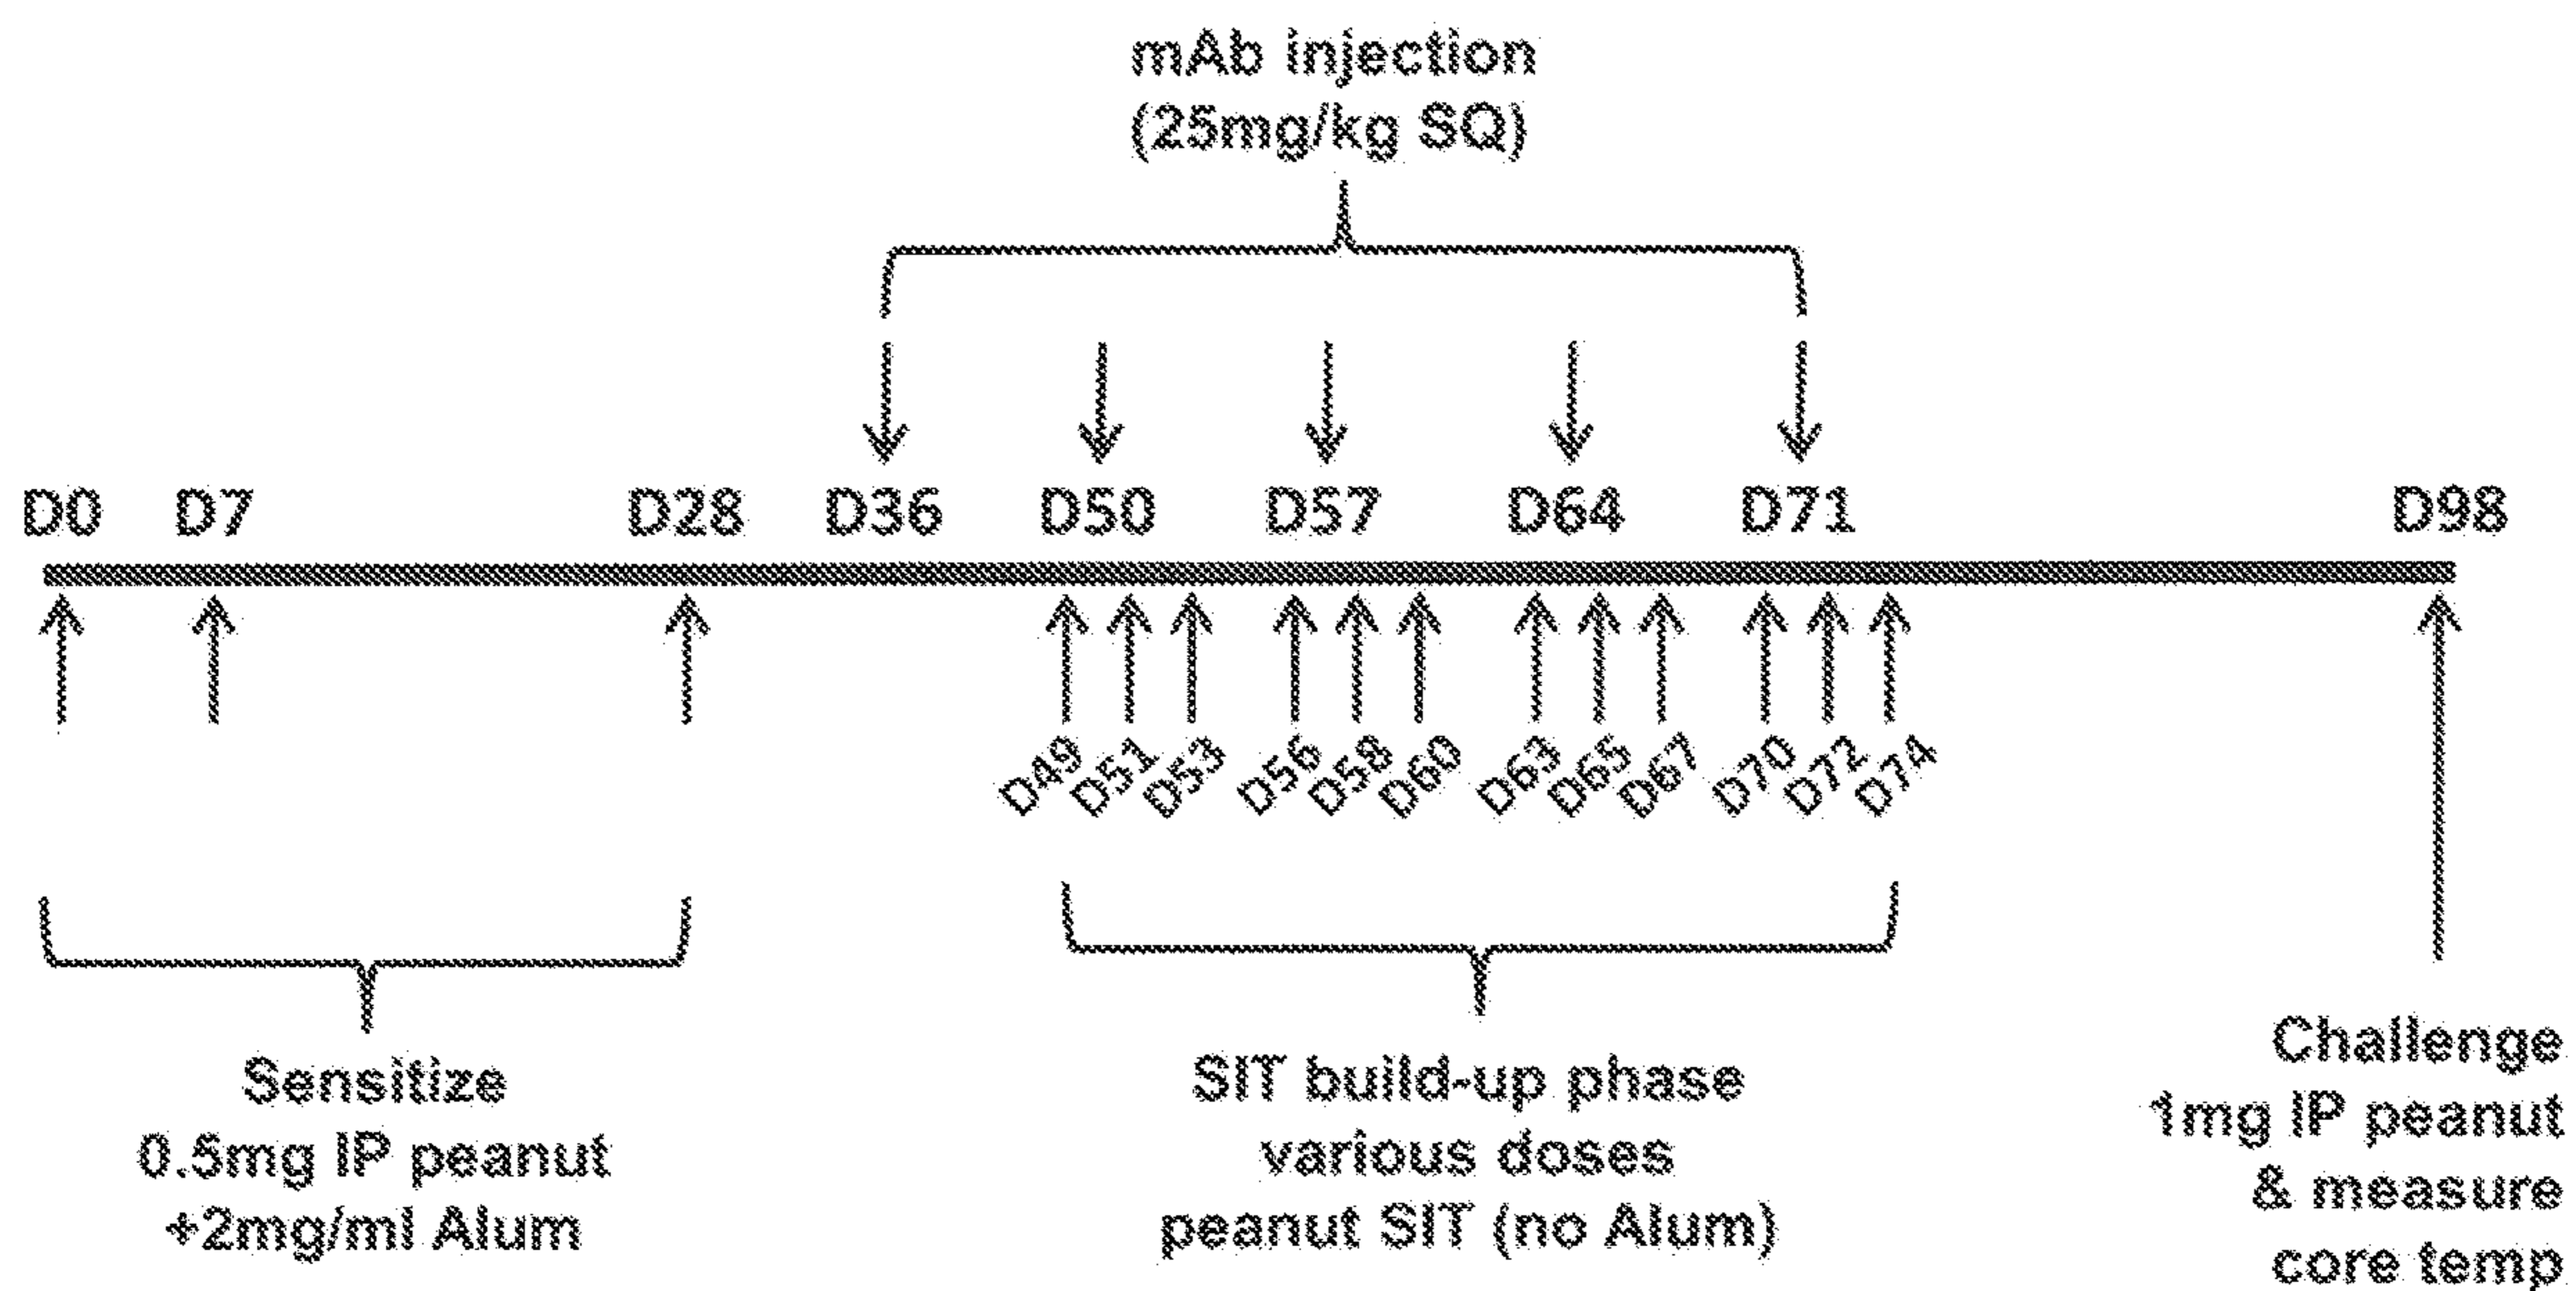 mAb injection
(25mg/kg SQ)
D0 D7 D28 D36 D50 D57 D64 D71 D98
D49 D51 D53 D56 D58 D60 D63 D65 D67 D70 D72 D74
Sensitize
0.5mg IP peanut
+2mg/ml Alum
SIT build-up phase
various doses
peanut SIT (no Alum)
Challenge
1mg IP peanut
& measure
core temp